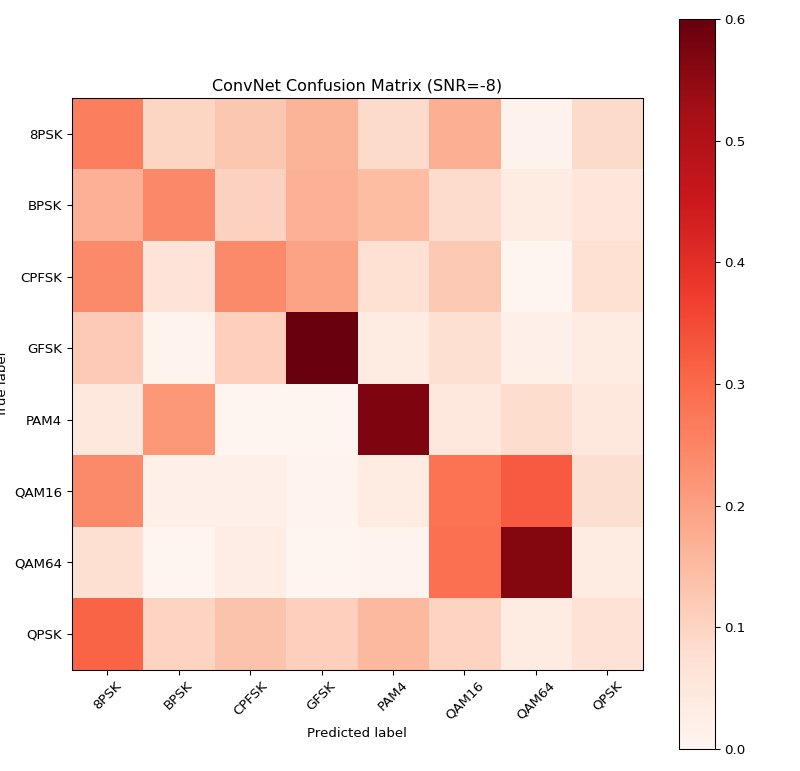 ConvNet Confusion Matrix (SNR=-8)
8PSK
BPSK
CPFSK
GFSK
PAM4
QAM16
QAM64
QPSK
True label
8PSK BPSK CPFSK GFSK PAM4 QAM16 QAM64 QPSK
Predicted label
0.6
0.5
0.4
0.3
0.2
0.1
0.0